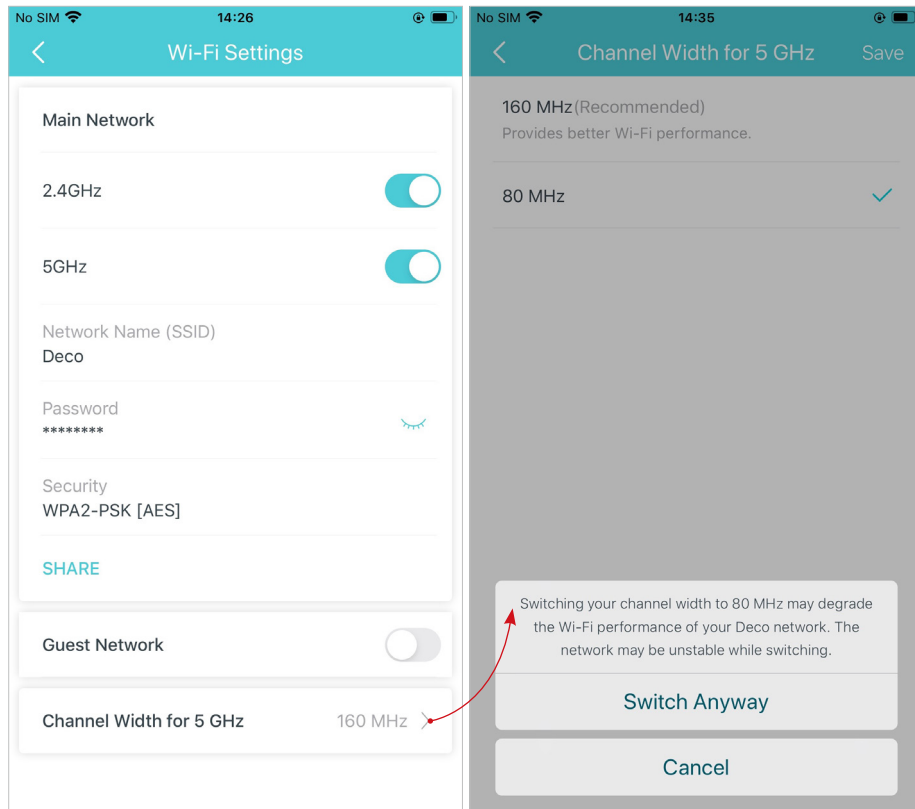 No SIM 14:26
Wi-Fi Settings
Main Network
2.4GHz
5GHz
Network Name (SSID)
Deco
Password
********
Security
WPA2-PSK [AES]
SHARE
Guest Network
Channel Width for 5 GHz 160 MHz
No SIM 14:35
Channel Width for 5 GHz Save
160 MHz(Recommended)
Provides better Wi-Fi performance.
80 MHz
Switching your channel width to 80 MHz may degrade
the Wi-Fi performance of your Deco network. The
network may be unstable while switching.
Switch Anyway
Cancel